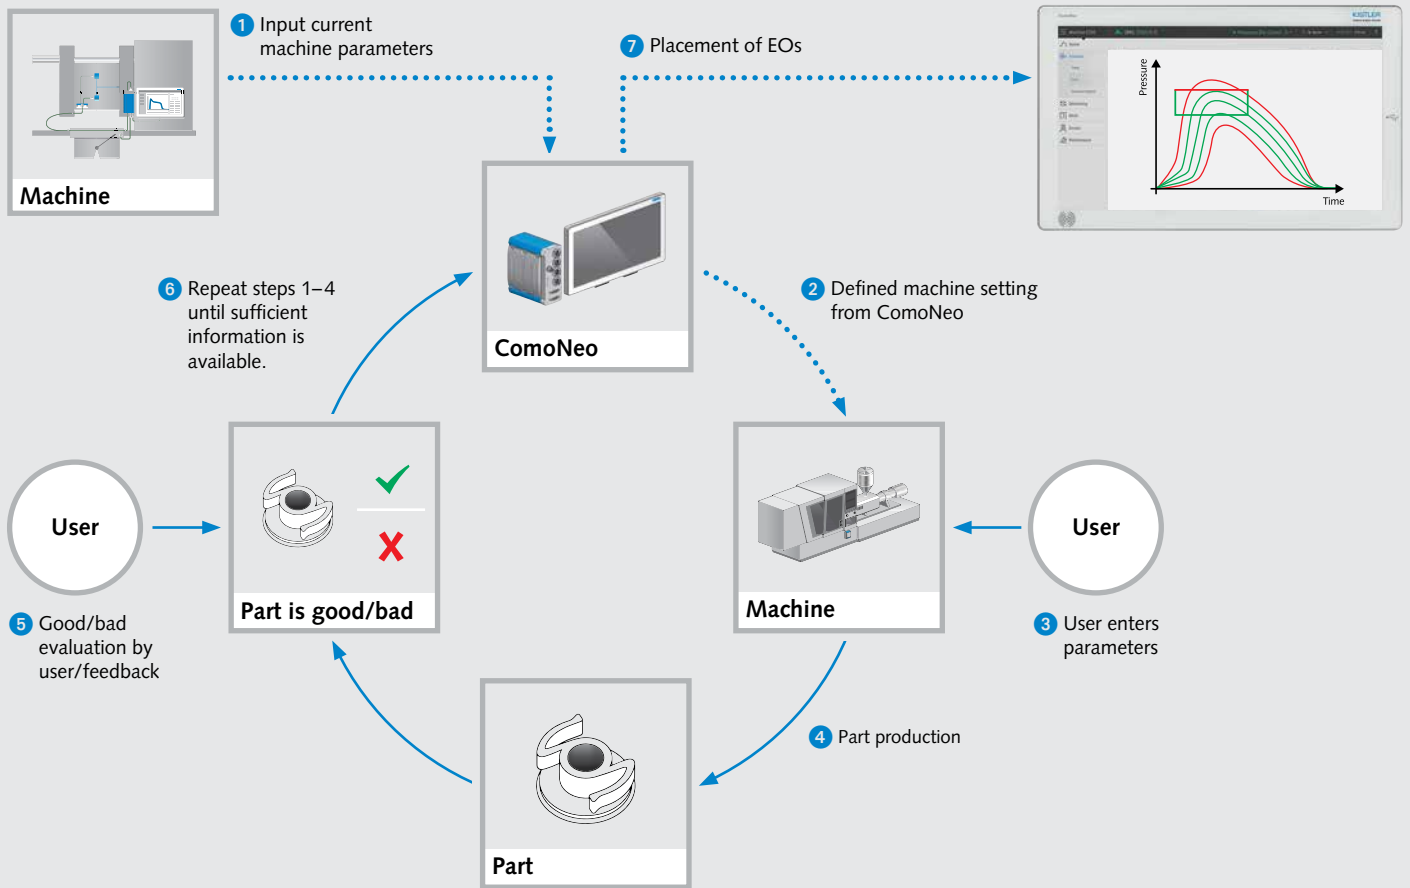 1 Input current
machine parameters
7 Placement of EOs
KISTLER
Pressure
Time
Machine
6 Repeat steps 1–4
until sufficient
information is
available.
2 Defined machine setting
from ComoNeo
ComoNeo
User
Part is good/bad
5 Good/bad
evaluation by
user/feedback
Machine
User
3 User enters
parameters
4 Part production
Part